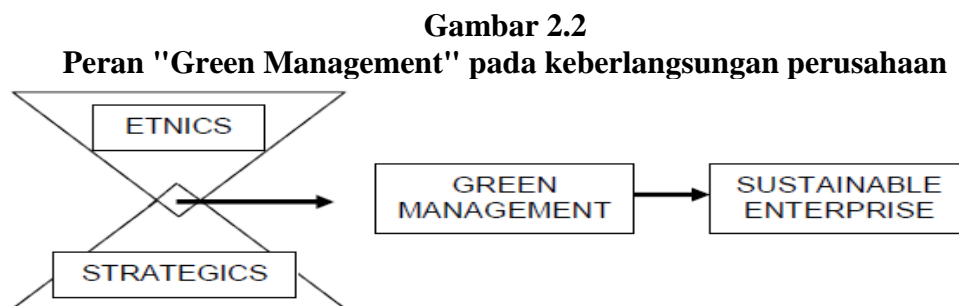 Gambar 2.2
Peran "Green Management" pada keberlangsungan perusahaan
ETNICS
GREEN
MANAGEMENT
SUSTAINABLE
ENTERPRISE
STRATEGICS